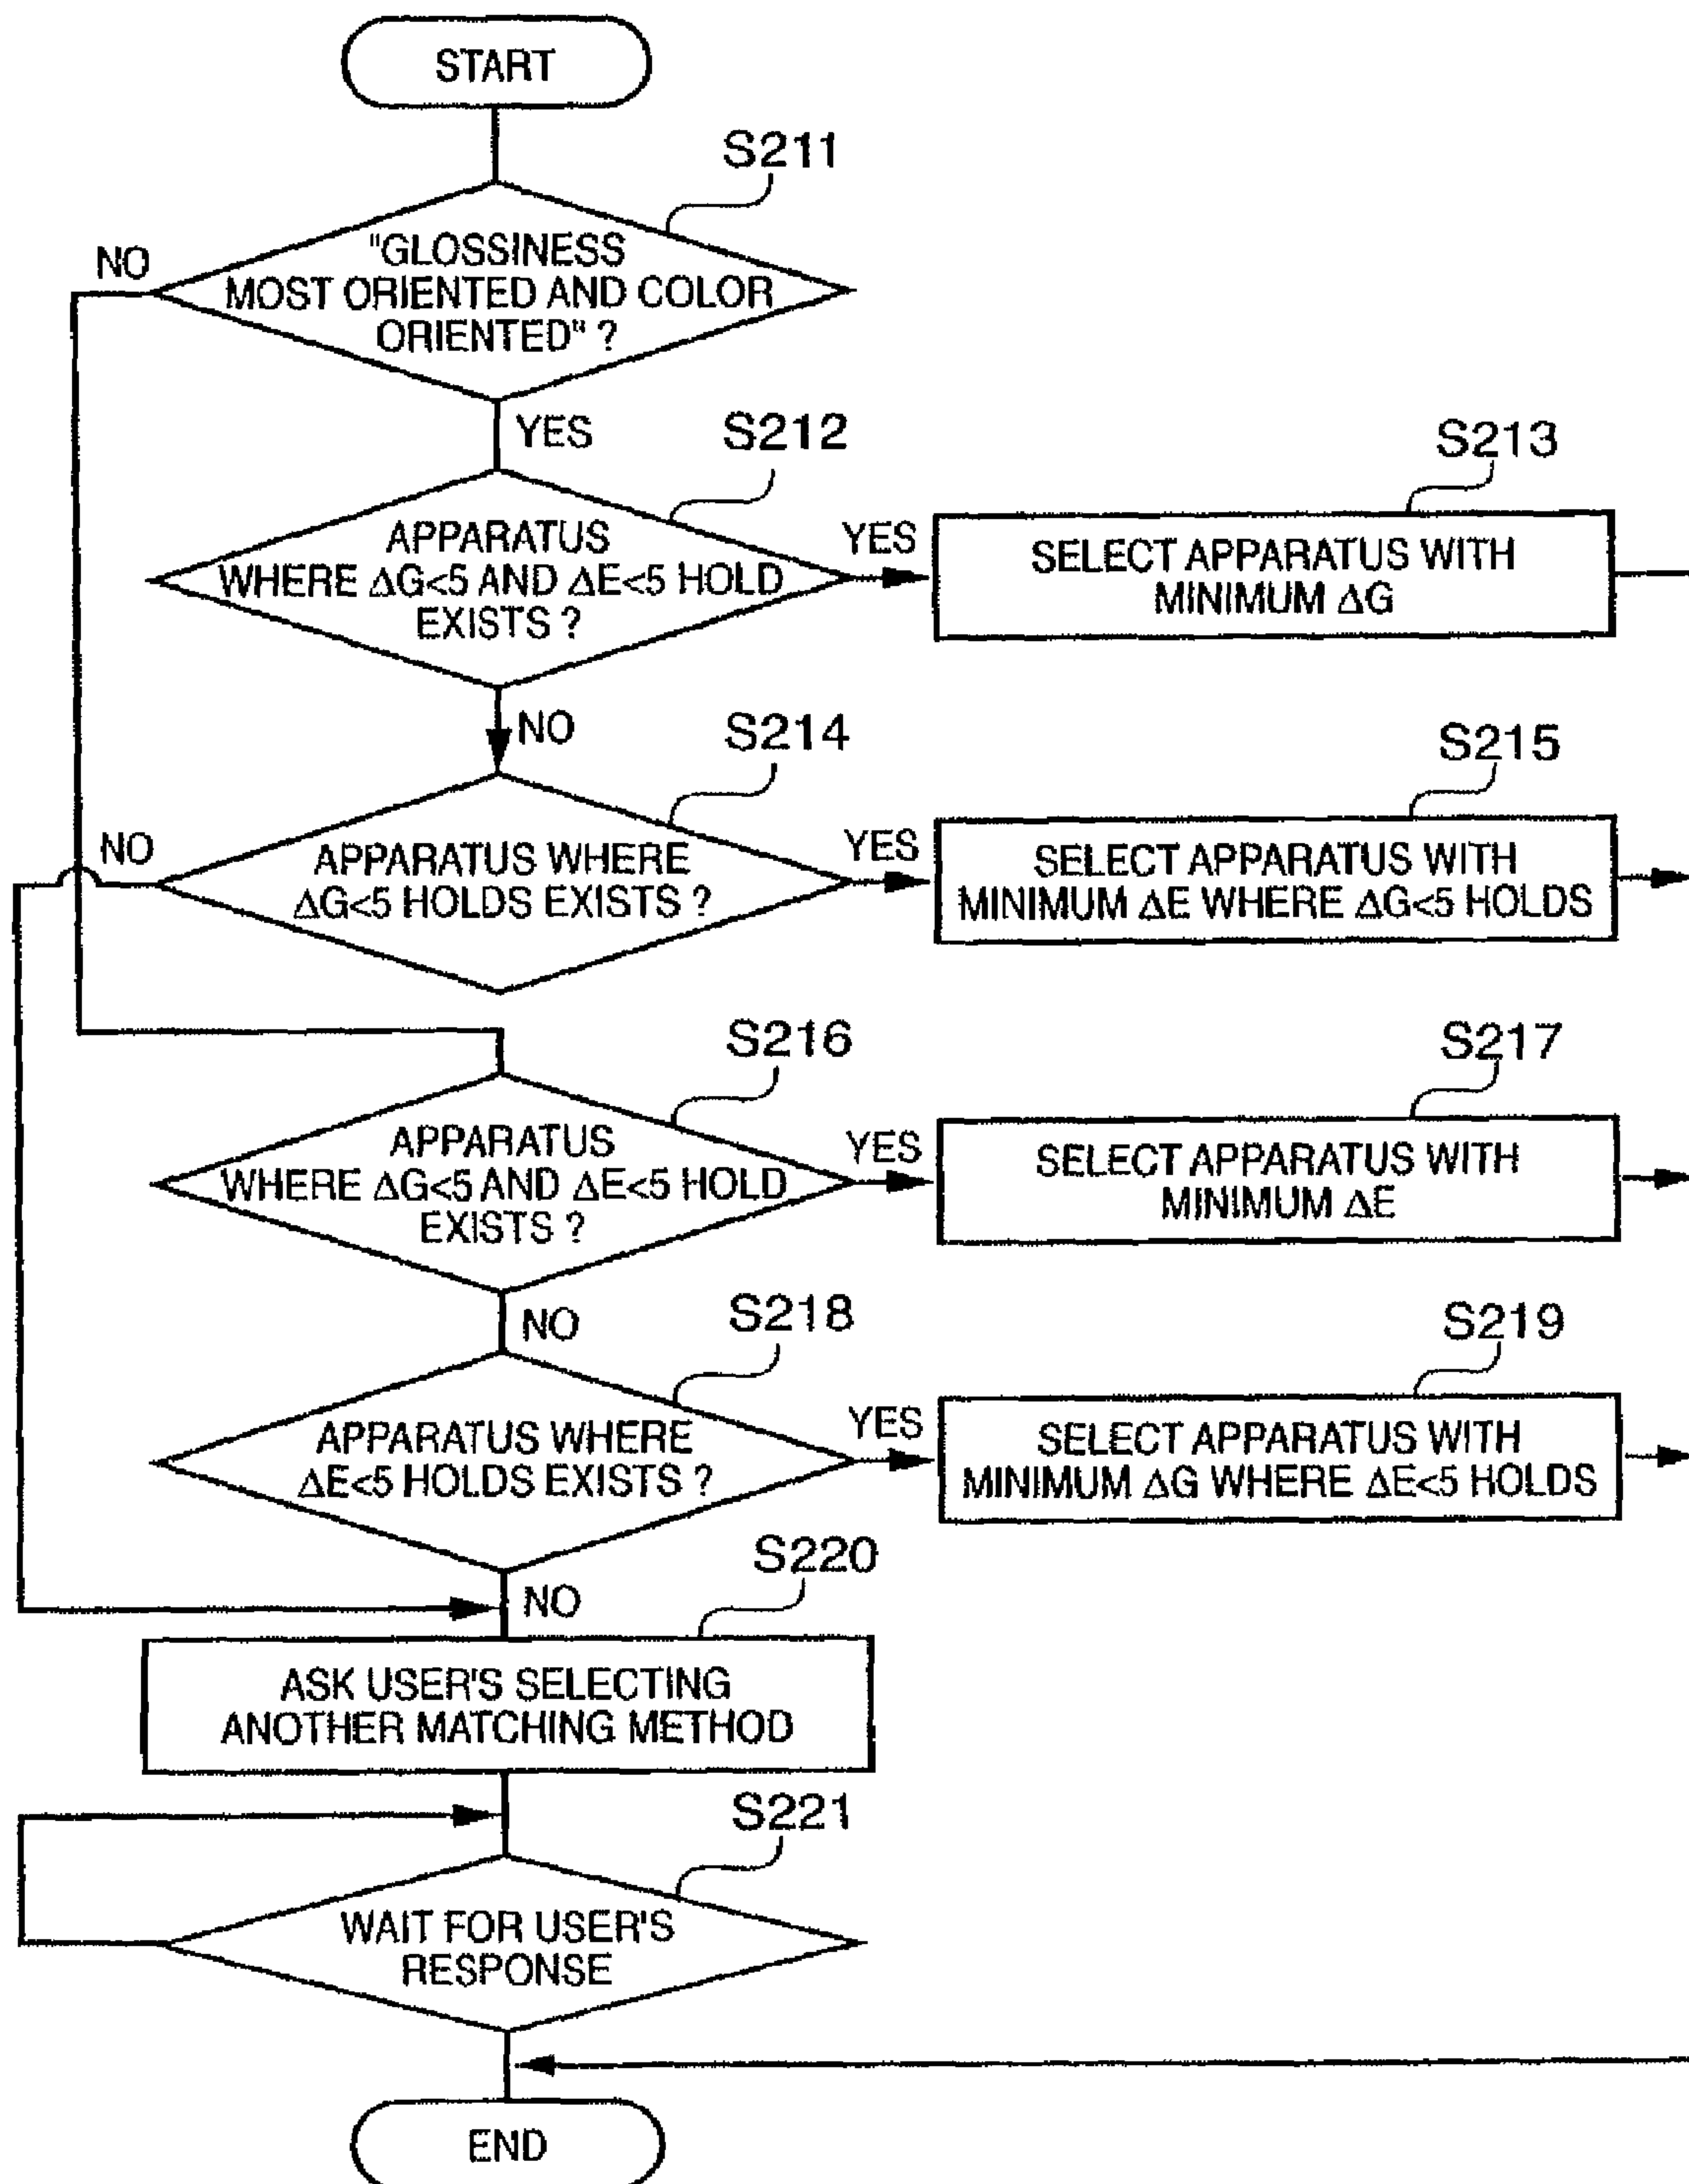 START
S211
NO
"GLOSSINESS
MOST ORIENTED AND COLOR
ORIENTED" ?
YES
S212
S213
APPARATUS
WHERE ΔG<5 AND ΔE<5 HOLD
EXISTS ?
YES
SELECT APPARATUS WITH
MINIMUM ΔG
NO
S214
S215
NO
APPARATUS WHERE
ΔG<5 HOLDS EXISTS ?
YES
SELECT APPARATUS WITH
MINIMUM ΔE WHERE ΔG<5 HOLDS
S216
S217
APPARATUS
WHERE ΔG<5 AND ΔE<5 HOLD
EXISTS ?
YES
SELECT APPARATUS WITH
MINIMUM ΔE
NO
S218
S219
APPARATUS WHERE
ΔE<5 HOLDS EXISTS ?
YES
SELECT APPARATUS WITH
MINIMUM ΔG WHERE ΔE<5 HOLDS
NO
S220
ASK USER'S SELECTING
ANOTHER MATCHING METHOD
S221
WAIT FOR USER'S
RESPONSE
END